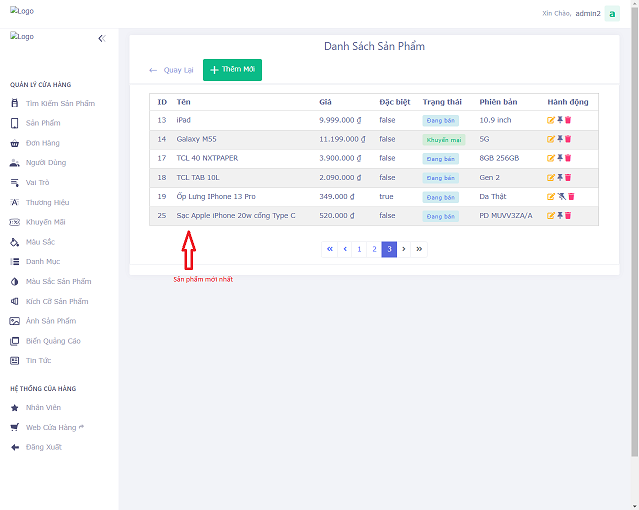 Logo
Xin Chào, admin2 a
Logo
QUẢN LÝ CỬA HÀNG
Tìm Kiếm Sản Phẩm
Sản Phẩm
Đơn Hàng
Người Dùng
Vai Trò
Thương Hiệu
Khuyến Mãi
Màu Sắc
Danh Mục
Màu Sắc Sản Phẩm
Kích Cỡ Sản Phẩm
Ảnh Sản Phẩm
Biển Quảng Cáo
Tin Tức
HỆ THỐNG CỬA HÀNG
Nhân Viên
Web Cửa Hàng
Đăng Xuất
Danh Sách Sản Phẩm
Quay Lại
Thêm Mới
ID Tên Giá Đặc biệt Trạng thái Phiên bản Hành động
13 iPad 9.999.000 ₫ false Đang bán 10.9 inch
14 Galaxy M55 11.199.000 ₫ false Khuyến mại 5G
17 TCL 40 NXTPAPER 3.900.000 ₫ false Đang bán 8GB 256GB
18 TCL TAB 10L 2.090.000 ₫ false Đang bán Gen 2
19 Ốp Lưng IPhone 13 Pro 349.000 ₫ true Đang bán Da Thật
25 Sạc Apple iPhone 20w cổng Type C 520.000 ₫ false Đang bán PD MUVV3ZA/A
« ‹ 1 2 3 › »
Sản phẩm mới nhất